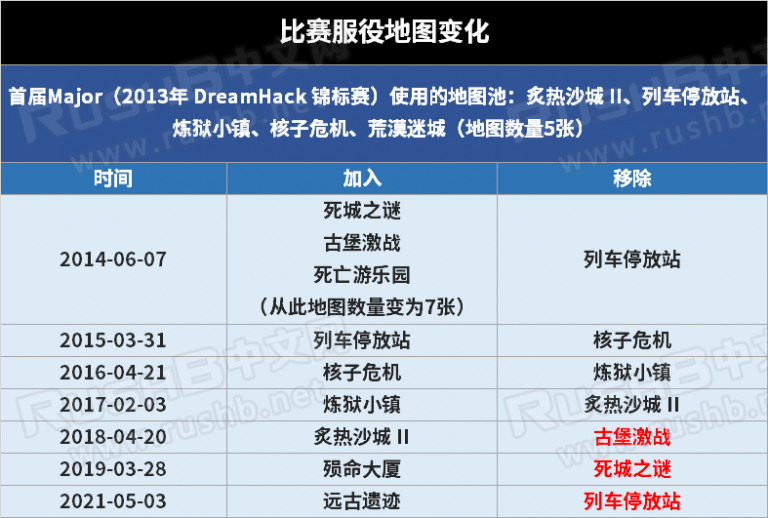 比赛服役地图变化
首届Major（2013年 DreamHack 锦标赛）使用的地图池：炙热沙城 II、列车停放站、
炼狱小镇、核子危机、荒漠迷城（地图数量5张）
时间 加入 移除
死城之谜
古堡激战
2014-06-07 死亡游乐园 列车停放站
（从此地图数量变为7张）
2015-03-31 列车停放站 核子危机
2016-04-21 核子危机 炼狱小镇
2017-02-03 炼狱小镇 炙热沙城 II
2018-04-20 炙热沙城 II 古堡激战
2019-03-28 殒命大厦 死城之谜
2021-05-03 远古遗迹 列车停放站
RushB中文网
www.rushb.net